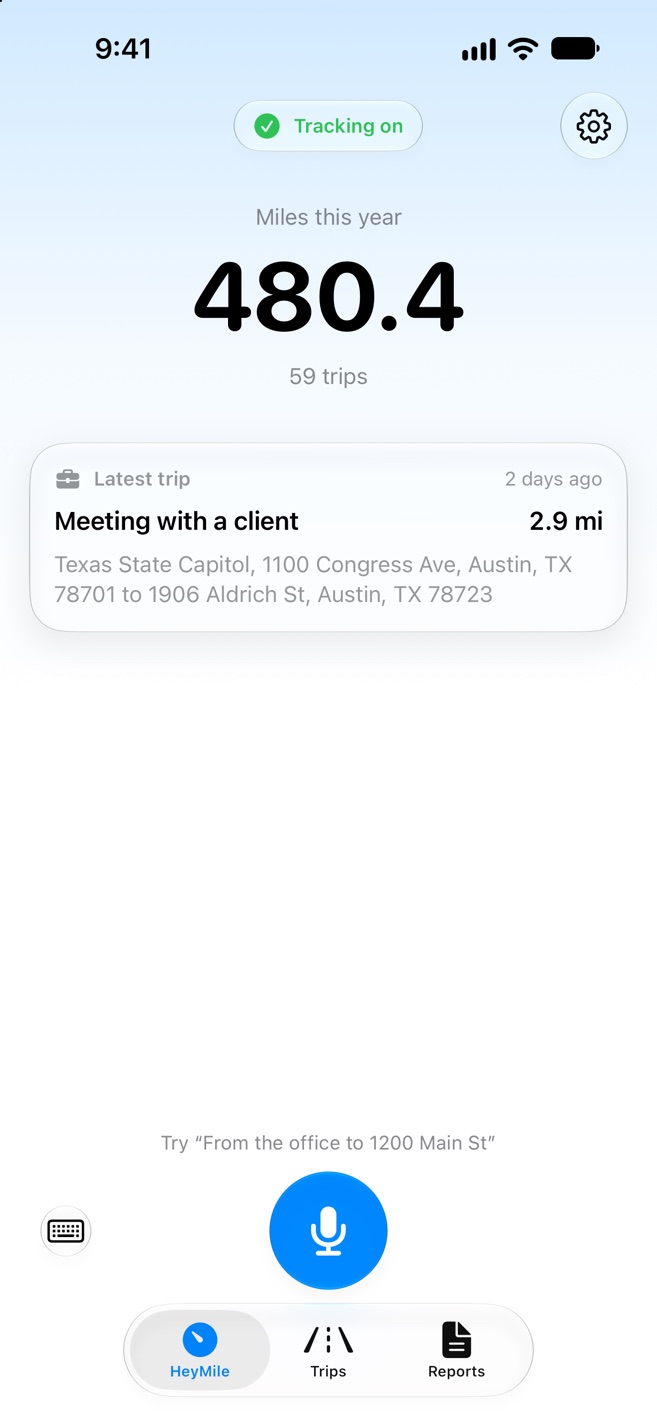 9:41
Tracking on
Miles this year
480.4
59 trips
Latest trip
2 days ago
Meeting with a client
2.9 mi
Texas State Capitol, 1100 Congress Ave, Austin, TX
78701 to 1906 Aldrich St, Austin, TX 78723
Try “From the office to 1200 Main St”
HeyMile
Trips
Reports